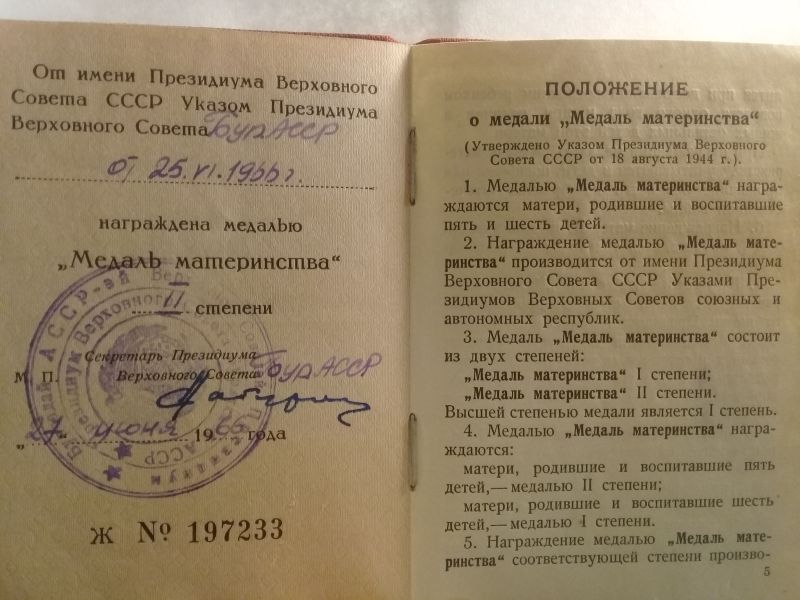 От имени Президиума Верховного
Совета СССР Указом Президиума
Верховного Совета БурАССР
от 25.VI.1966г.
награждена медалью
„Медаль материнства“
II степени
Секретарь Президиума
М. П. Верховного Совета БурАССР
„27“ июня 1966 года
Ж № 197233
ПОЛОЖЕНИЕ
о медали „Медаль материнства“
(Утверждено Указом Президиума Верховного
Совета СССР от 18 августа 1944 г.).
1. Медалью „Медаль материнства“ награ-
ждаются матери, родившие и воспитавшие
пять и шесть детей.
2. Награждение медалью „Медаль мате-
ринства“ производится от имени Президиума
Верховного Совета СССР Указами Пре-
зидиумов Верховных Советов союзных и
автономных республик.
3. Медаль „Медаль материнства“ состоит
из двух степеней:
„Медаль материнства“ I степени;
„Медаль материнства“ II степени.
Высшей степенью медали является I степень.
4. Медалью „Медаль материнства“ награ-
ждаются:
матери, родившие и воспитавшие пять
детей,—медалью II степени;
матери, родившие и воспитавшие шесть
детей,—медалью I степени.
5. Награждение медалью „Медаль мате-
ринства“ соответствующей степени произво-
5